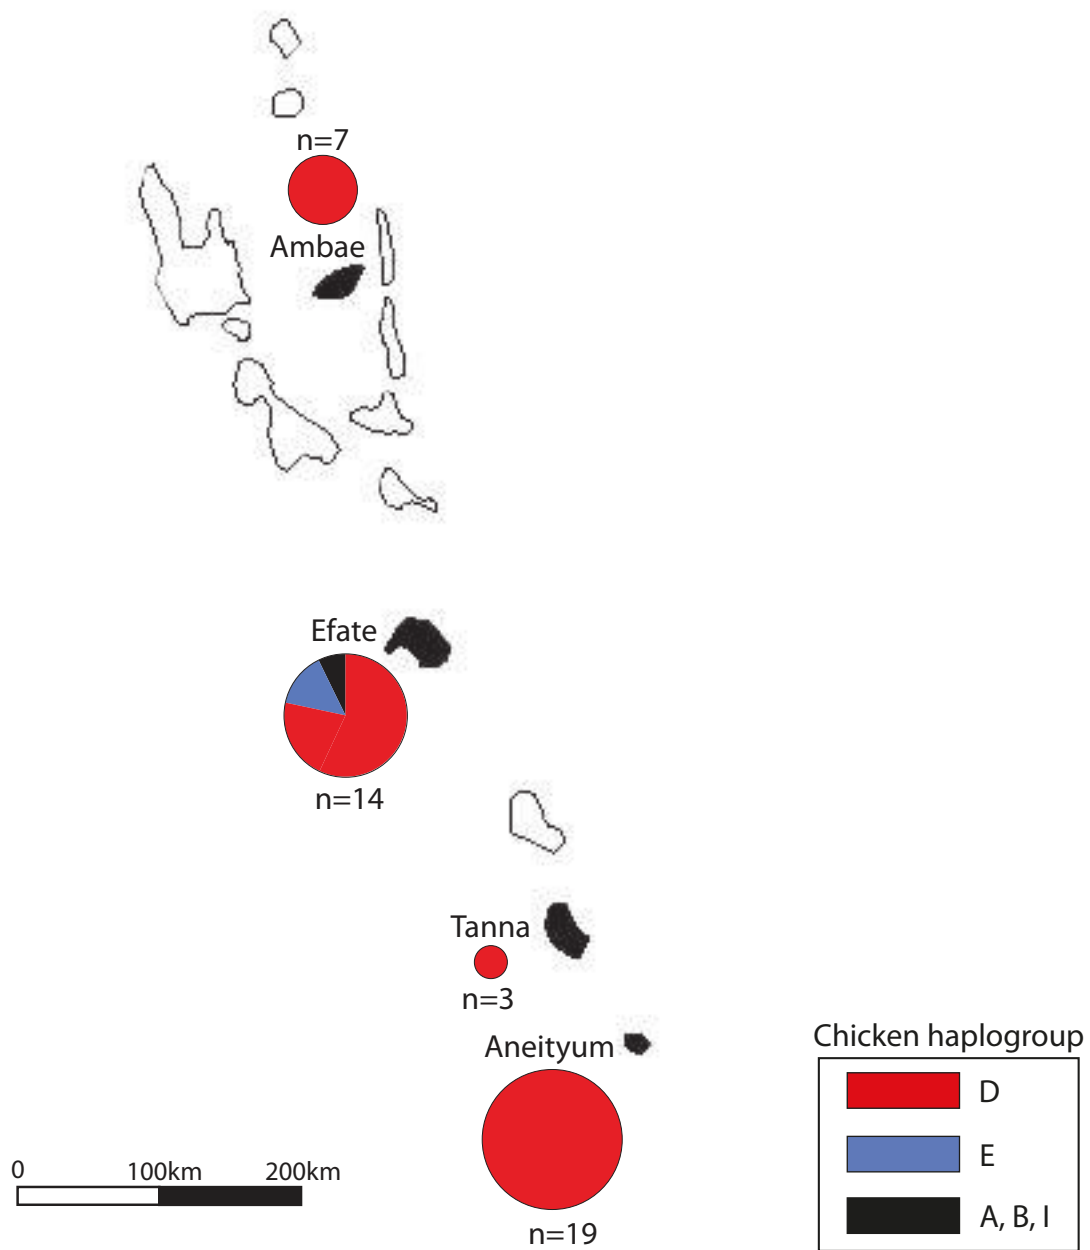 n=7
Ambae
Efate
n=14
Tanna
n=3
Aneityum
n=19
0 100km 200km
Chicken haplogroup
D
E
A, B, I